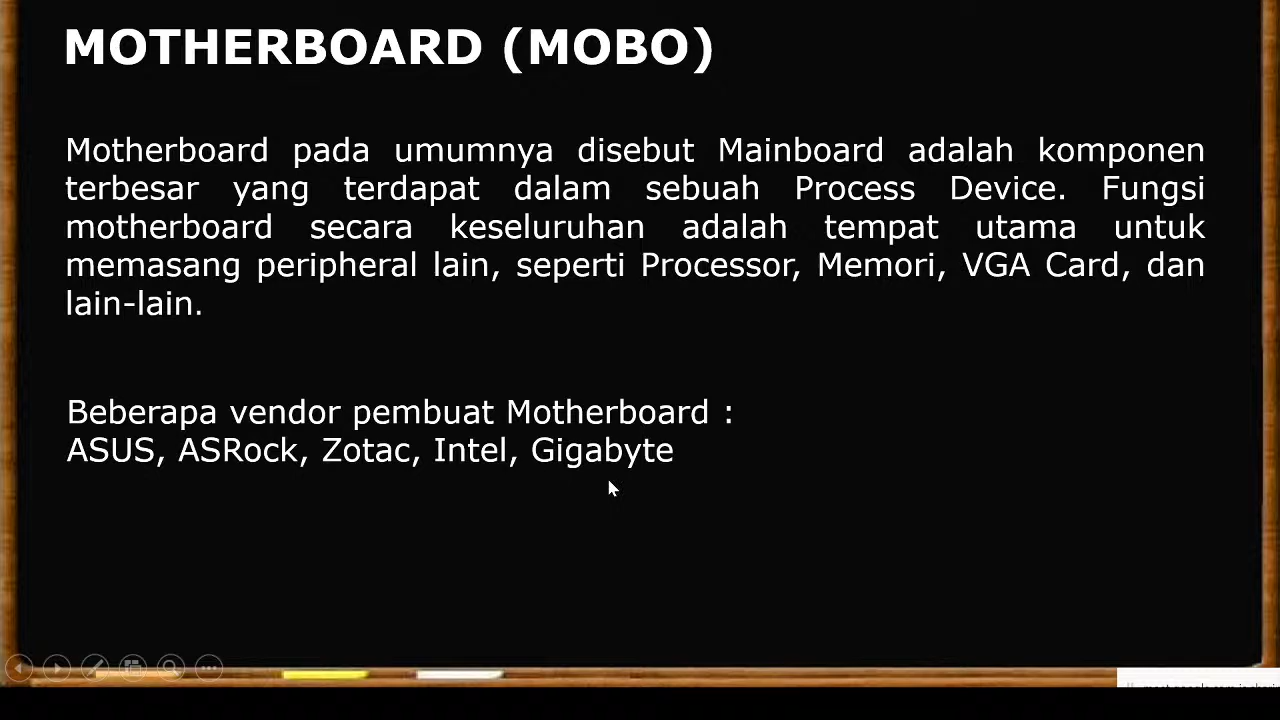 MOTHERBOARD (MOBO)
Motherboard pada umumnya disebut Mainboard adalah komponen
terbesar yang terdapat dalam sebuah Process Device. Fungsi
motherboard secara keseluruhan adalah tempat utama untuk
memasang peripheral lain, seperti Processor, Memori, VGA Card, dan
lain-lain.
Beberapa vendor pembuat Motherboard :
ASUS, ASRock, Zotac, Intel, Gigabyte